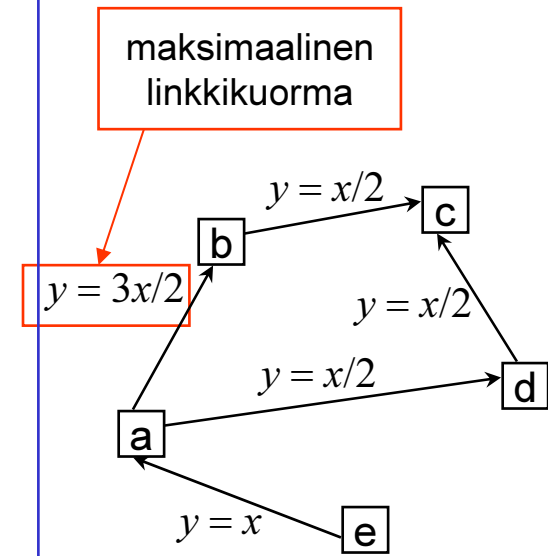 maksimaalinen
linkkikuorma
y = x/2
c
b
y = 3x/2
y = x/2
y = x/2
d
a
y = x
e